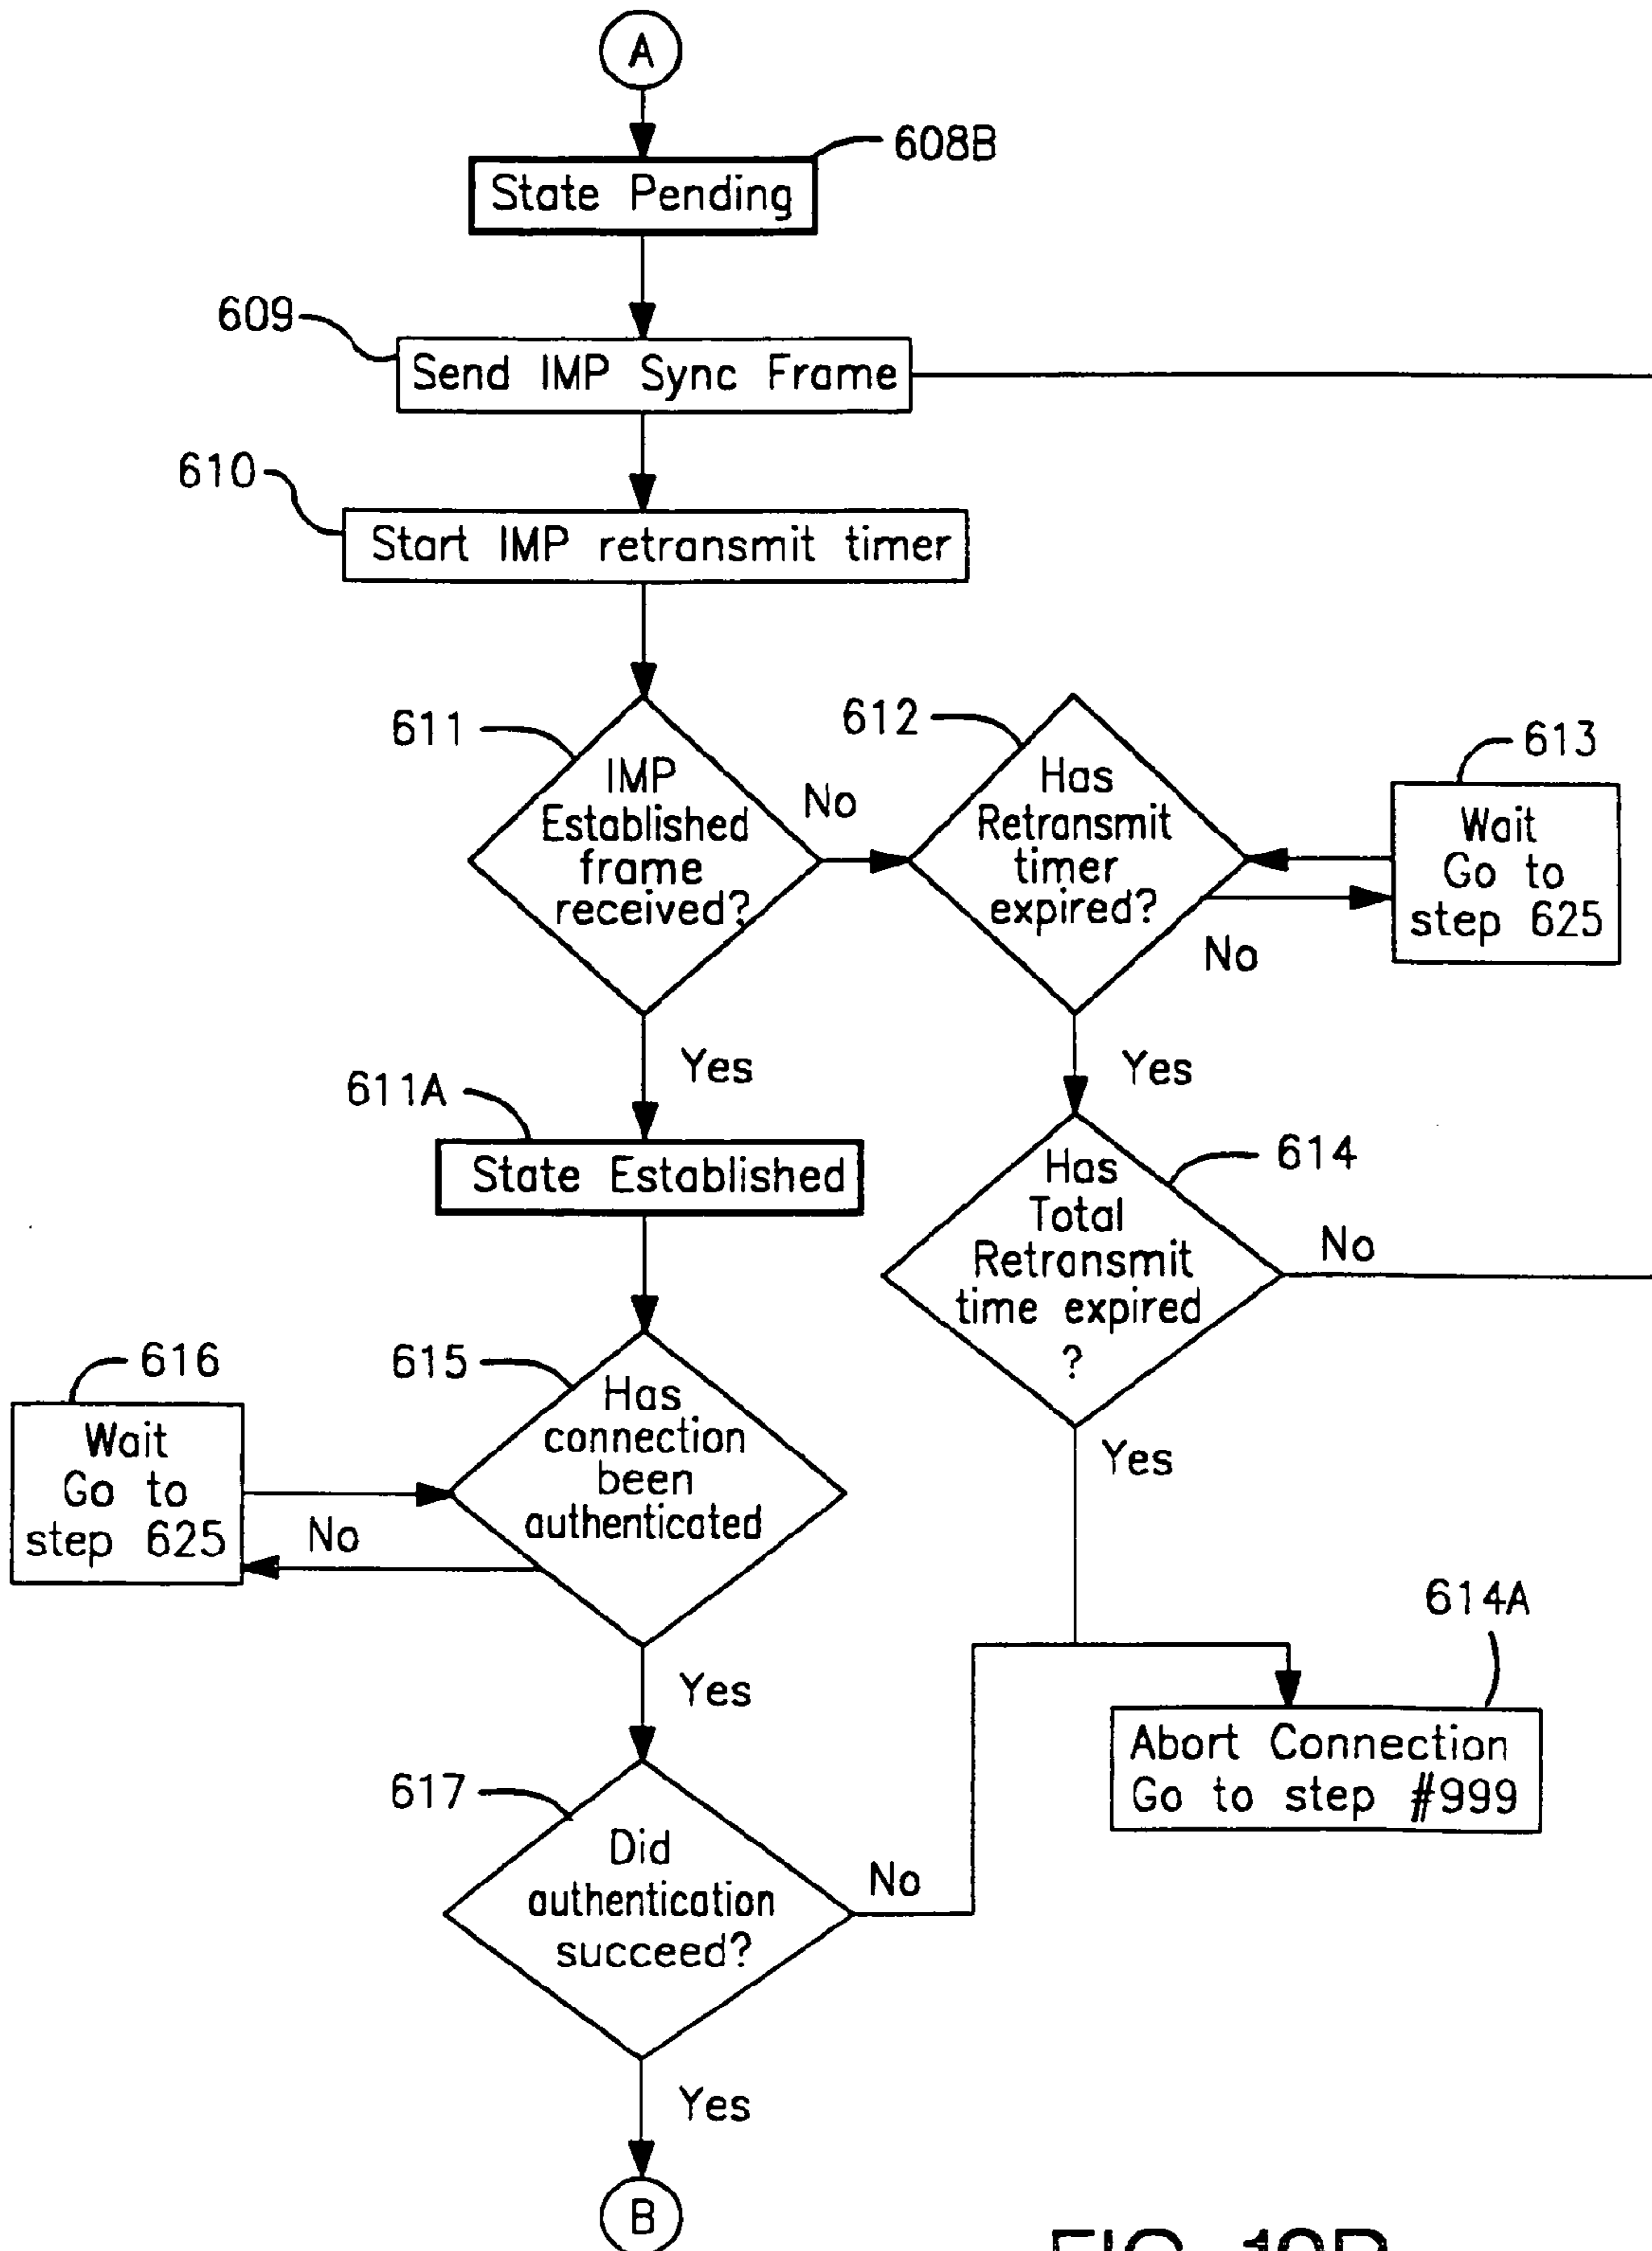 A
608B
State Pending
609
Send IMP Sync Frame
610
Start IMP retransmit timer
611
IMP
Established
frame
received?
No
612
Has
Retransmit
timer
expired?
613
Wait
Go to
step 625
No
Yes
Yes
611A
State Established
614
Has
Total
Retransmit
time expired
?
No
616
Wait
Go to
step 625
615
Has
connection
been
authenticated
No
Yes
Yes
614A
Abort Connection
Go to step #999
617
Did
authentication
succeed?
No
Yes
B